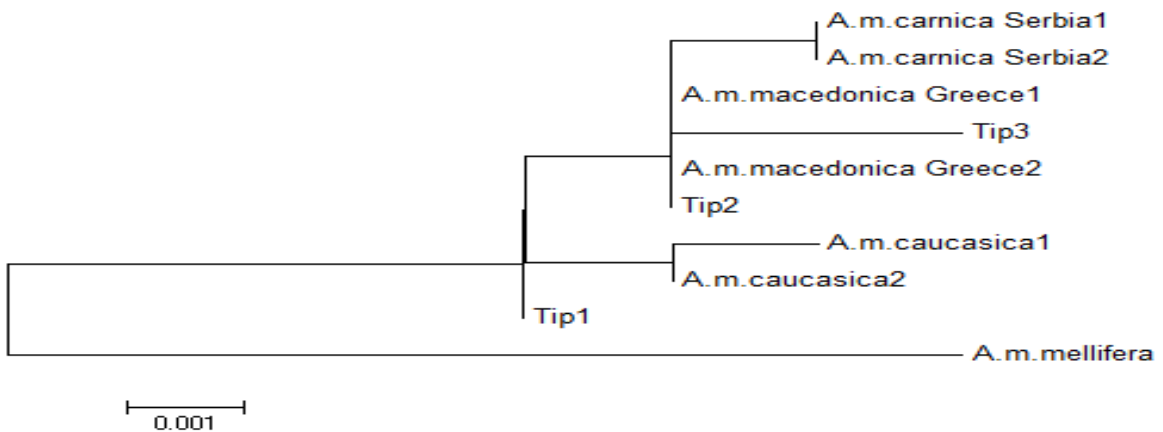 A.m.carnica Serbia1
A.m.carnica Serbia2
A.m.macedonica Greece1
Tip3
A.m.macedonica Greece2
Tip2
A.m.caucasica1
A.m.caucasica2
Tip1
A.m.mellifera
0.001